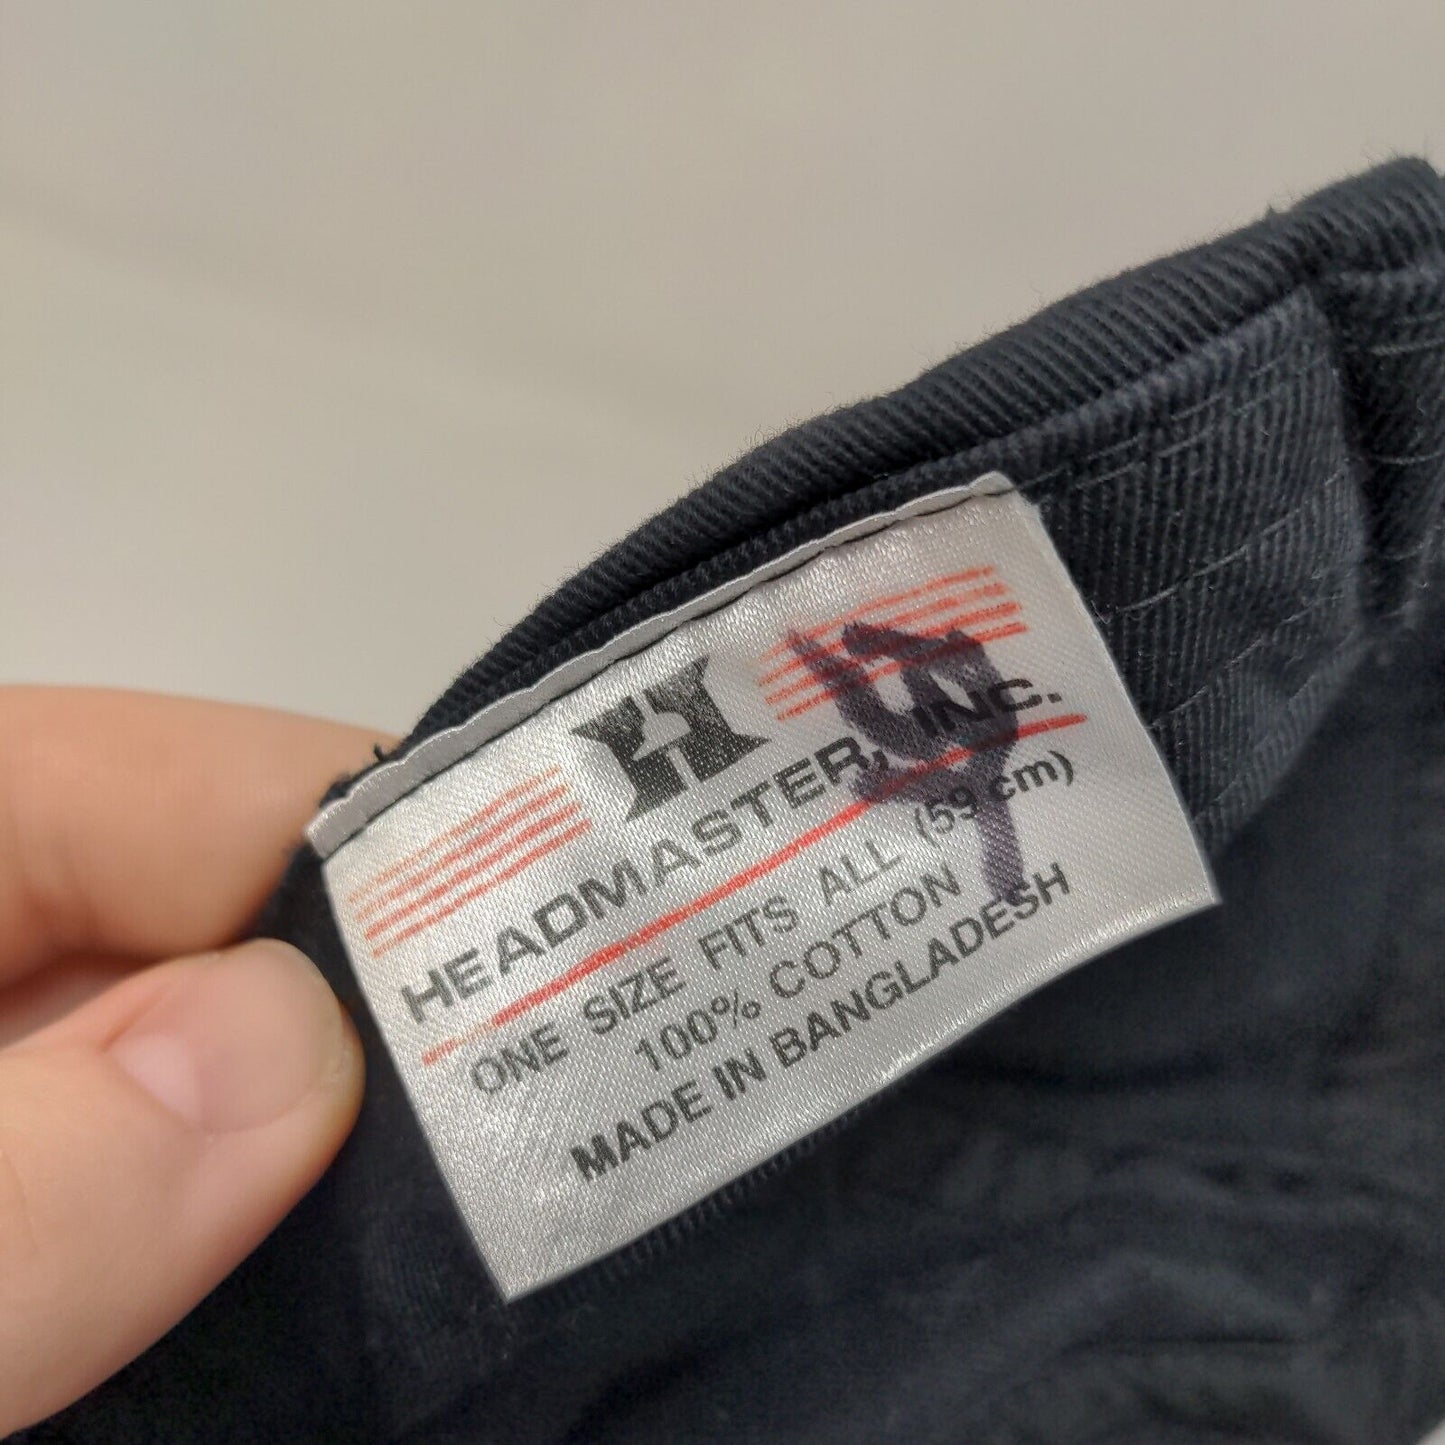 H
HEADMASTER, INC.
ONE SIZE FITS ALL (59 cm)
100% COTTON
MADE IN BANGLADESH